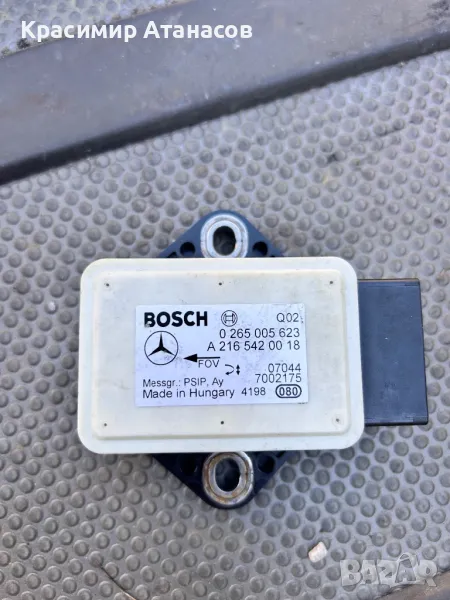 Красимир Атанасов
BOSCH Q02
0 265 005 623
A 216 542 00 18
FOV
07044
7002175
Messgr.: PSIP, Ay
Made in Hungary 4198 080
BAZAR